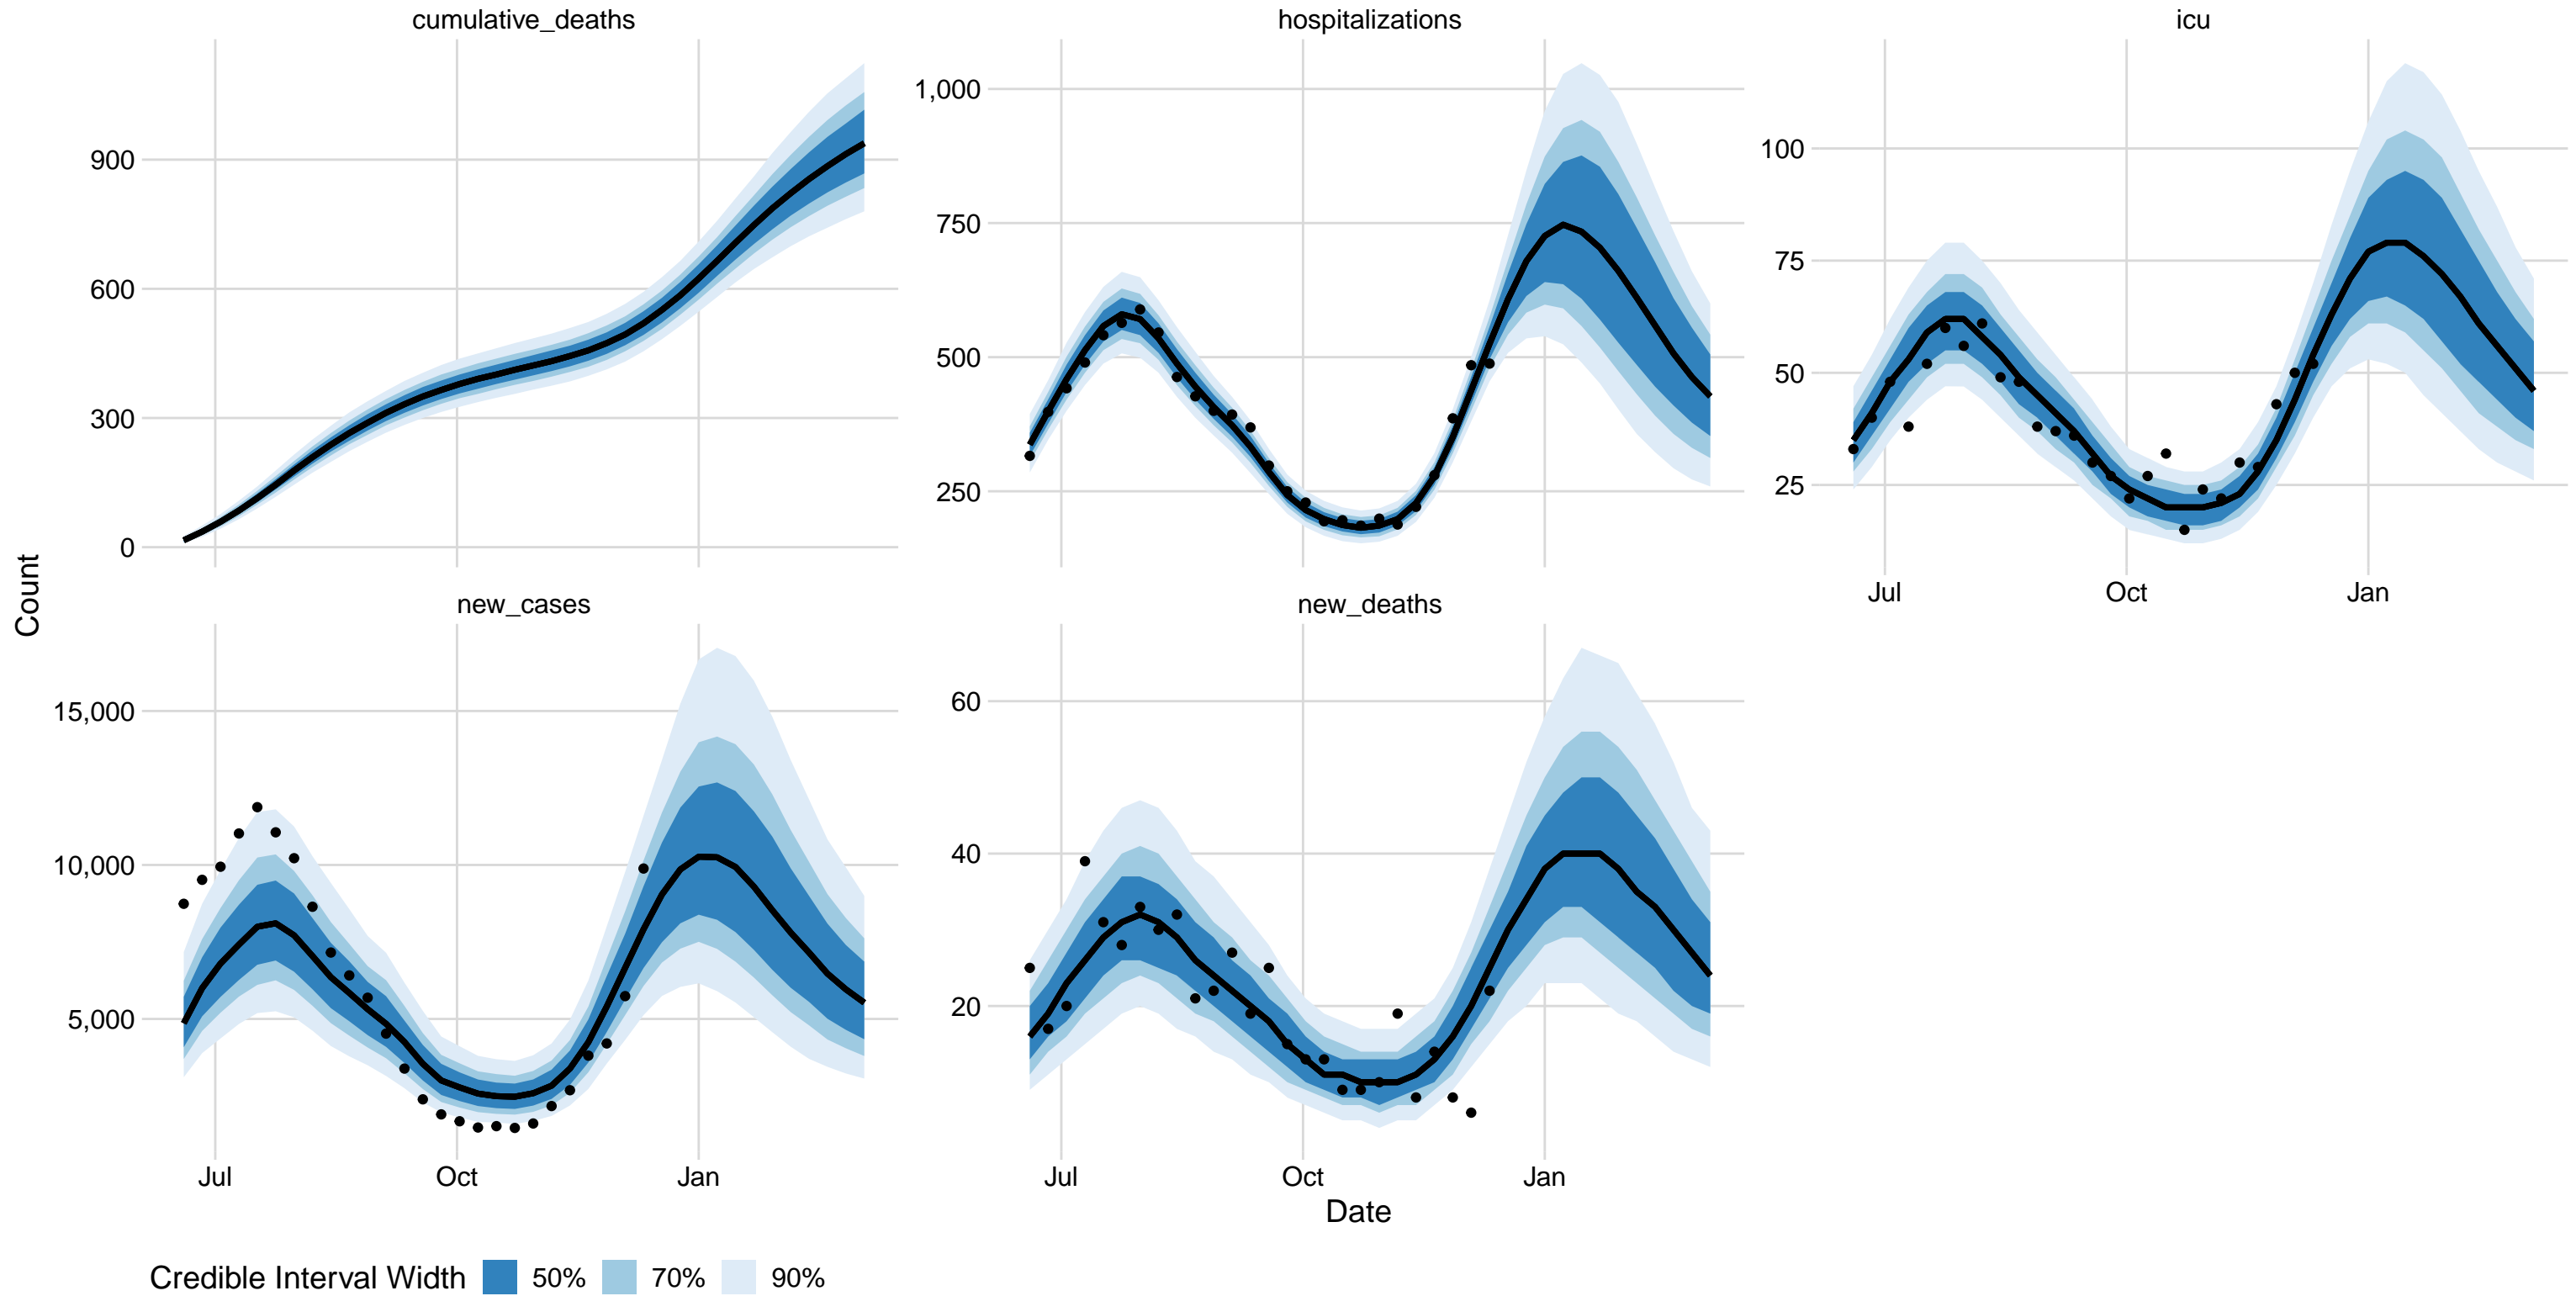 cumulative_deaths
hospitalizations
icu
1,000
750
500
250
900
600
300
0
100
75
50
25
Jul Oct Jan
Count
new_cases
new_deaths
15,000
10,000
5,000
60
40
20
Jul Oct Jan
Jul Oct Jan
Date
Credible Interval Width 50% 70% 90%